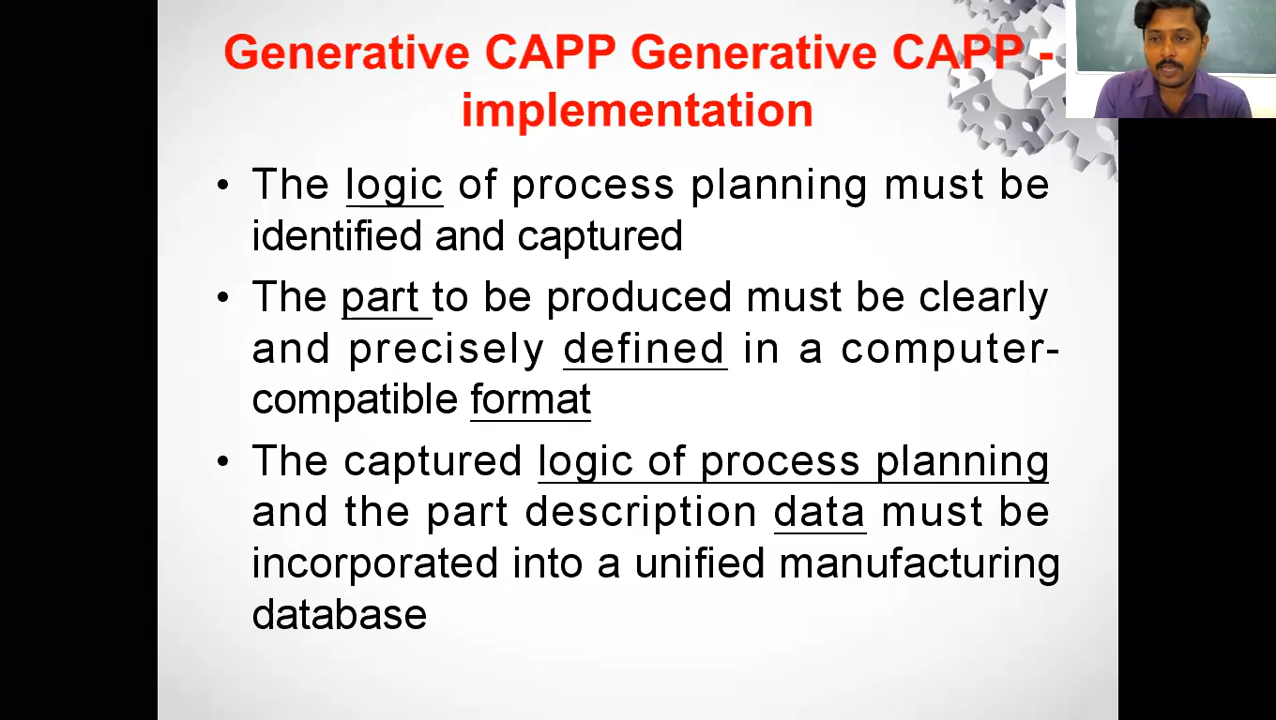 Generative CAPP Generative CAPP -
implementation
• The logic of process planning must be
identified and captured
• The part to be produced must be clearly
and precisely defined in a computer-
compatible format
• The captured logic of process planning
and the part description data must be
incorporated into a unified manufacturing
database